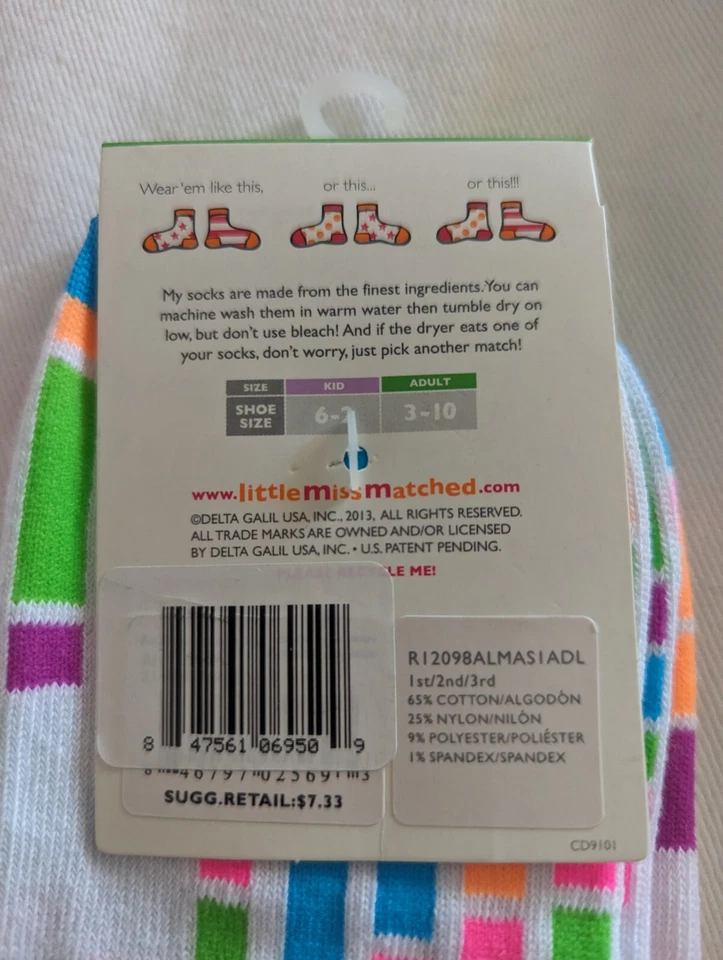 Wear 'em like this,
or this...
or this!!!
My socks are made from the finest ingredients. You can
machine wash them in warm water then tumble dry on
low, but don't use bleach! And if the dryer eats one of
your socks, don't worry, just pick another match!
SIZE KID ADULT
SHOE SIZE 3-10
www.littlemissmatched.com
©DELTA GALIL USA, INC., 2013, ALL RIGHTS RESERVED.
ALL TRADE MARKS ARE OWNED AND/OR LICENSED
BY DELTA GALIL USA, INC. • U.S. PATENT PENDING.
PLEASE RECYCLE ME!
8 47561 06950 9
SUGG.RETAIL:$7.33
R12098ALMAS1ADL
1st/2nd/3rd
65% COTTON/ALGODÓN
25% NYLON/NILÓN
9% POLYESTER/POLIÉSTER
1% SPANDEX/SPANDEX
CD9101